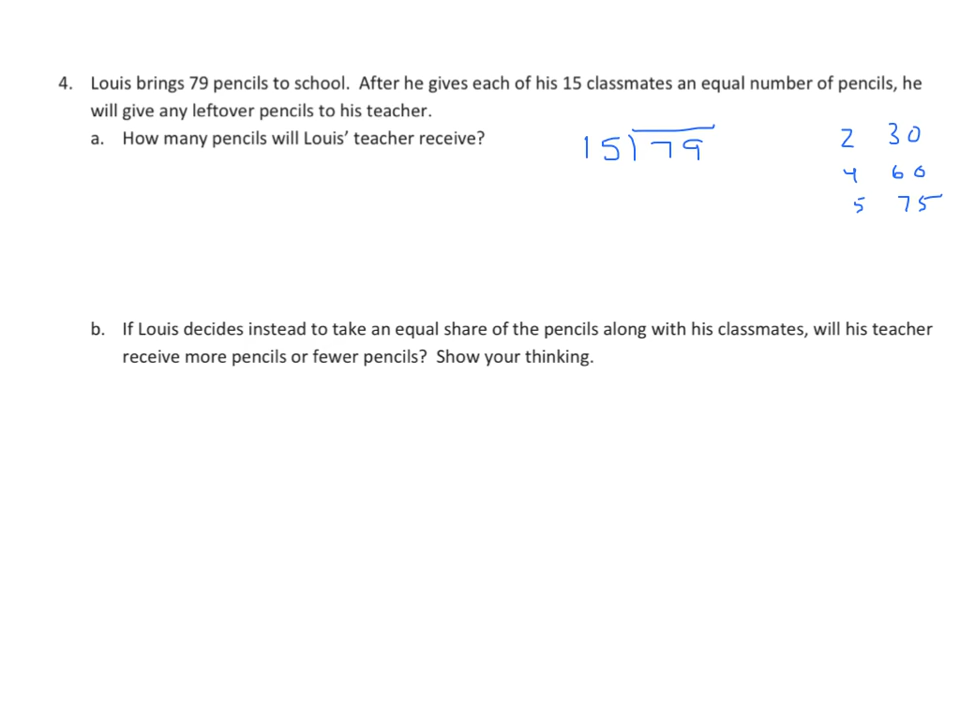 4. Louis brings 79 pencils to school. After he gives each of his 15 classmates an equal number of pencils, he
will give any leftover pencils to his teacher.
a. How many pencils will Louis' teacher receive?
15)79
2 30
4 60
5 75
b. If Louis decides instead to take an equal share of the pencils along with his classmates, will his teacher
receive more pencils or fewer pencils? Show your thinking.